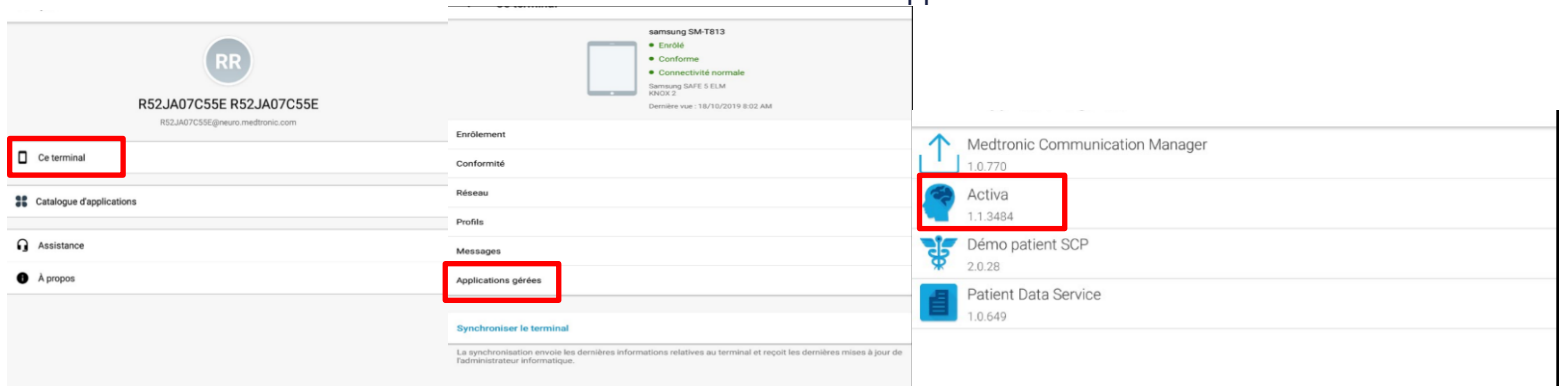 RR
R52JA07C55E R52JA07C55E
R52JA07C55E@neuro.medtronic.com
Ce terminal
Catalogue d'applications
Assistance
À propos
samsung SM-T813
Enrôlé
Conforme
Connectivité normale
Samsung SAFE 5 ELM
KNOX 2
Dernière vue : 18/10/2019 8:02 AM
Enrôlement
Conformité
Réseau
Profils
Messages
Applications gérées
Synchroniser le terminal
La synchronisation envoie les dernières informations relatives au terminal et reçoit les dernières mises à jour de
l'administrateur informatique.
Medtronic Communication Manager
1.0.770
Activa
1.1.3484
Démo patient SCP
2.0.28
Patient Data Service
1.0.649